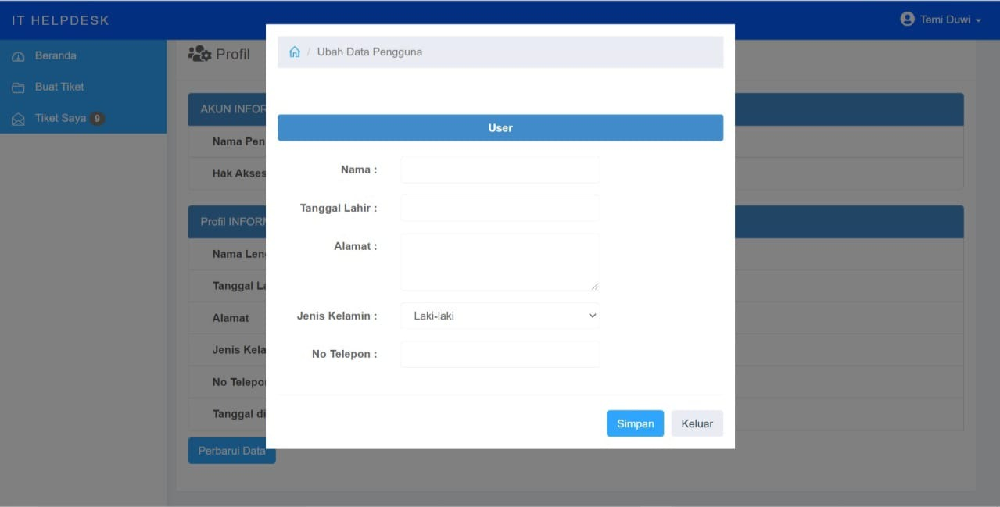 IT HELPDESK
Temi Duwi
Beranda
Buat Tiket
Tiket Saya 9
Profil
AKUN INFOR
Nama Pen
Hak Akses
Profil INFORM
Nama Len
Tanggal La
Alamat
Jenis Kela
No Telepo
Tanggal di
Perbarui Data
/ Ubah Data Pengguna
User
Nama :
Tanggal Lahir :
Alamat :
Jenis Kelamin : Laki-laki
No Telepon :
Simpan Keluar